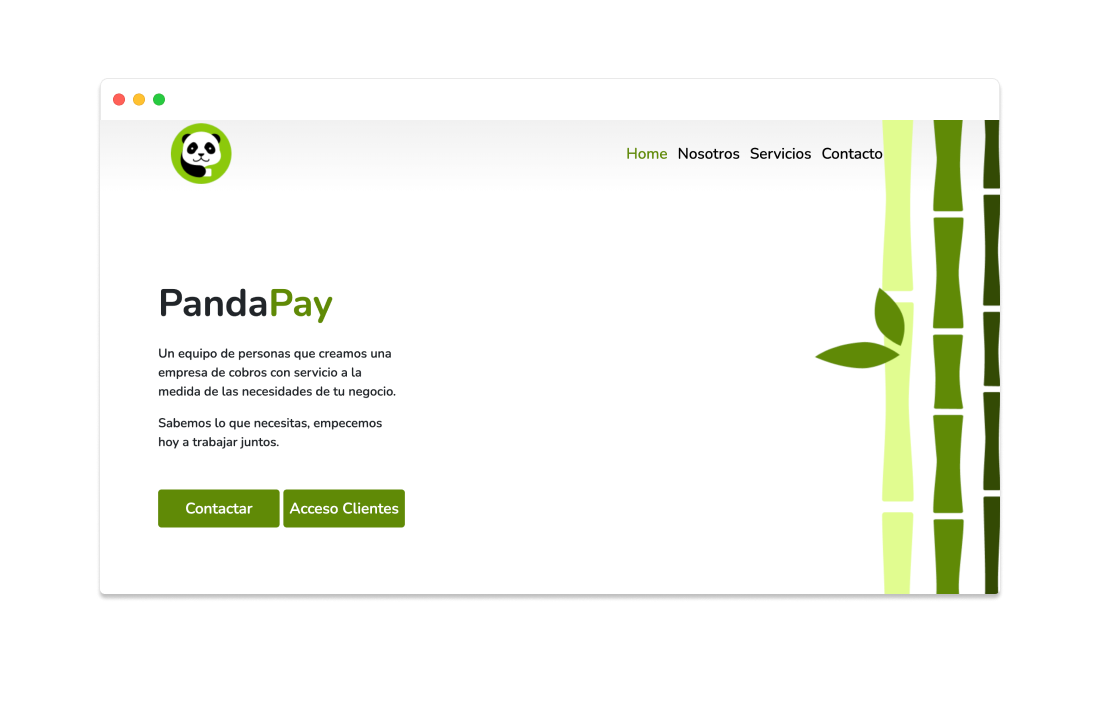 Home Nosotros Servicios Contacto
PandaPay
Un equipo de personas que creamos una
empresa de cobros con servicio a la
medida de las necesidades de tu negocio.
Sabemos lo que necesitas, empecemos
hoy a trabajar juntos.
Contactar Acceso Clientes